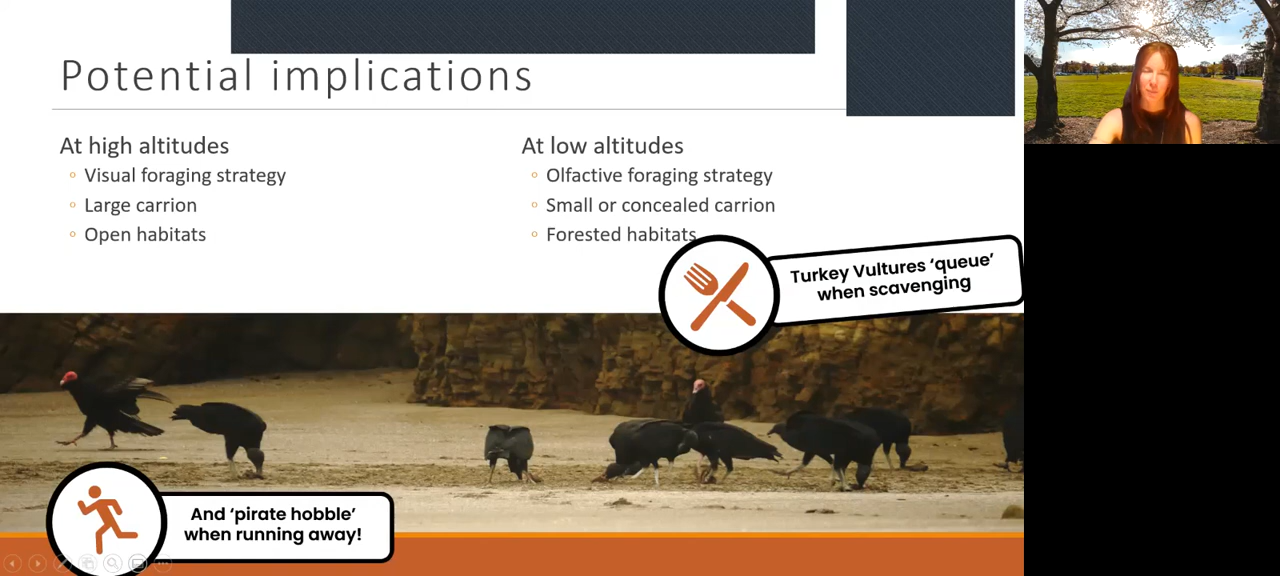 Potential implications
At high altitudes
Visual foraging strategy
Large carrion
Open habitats
At low altitudes
Olfactive foraging strategy
Small or concealed carrion
Forested habitats
Turkey Vultures ‘queue’
when scavenging
And ‘pirate hobble’
when running away!